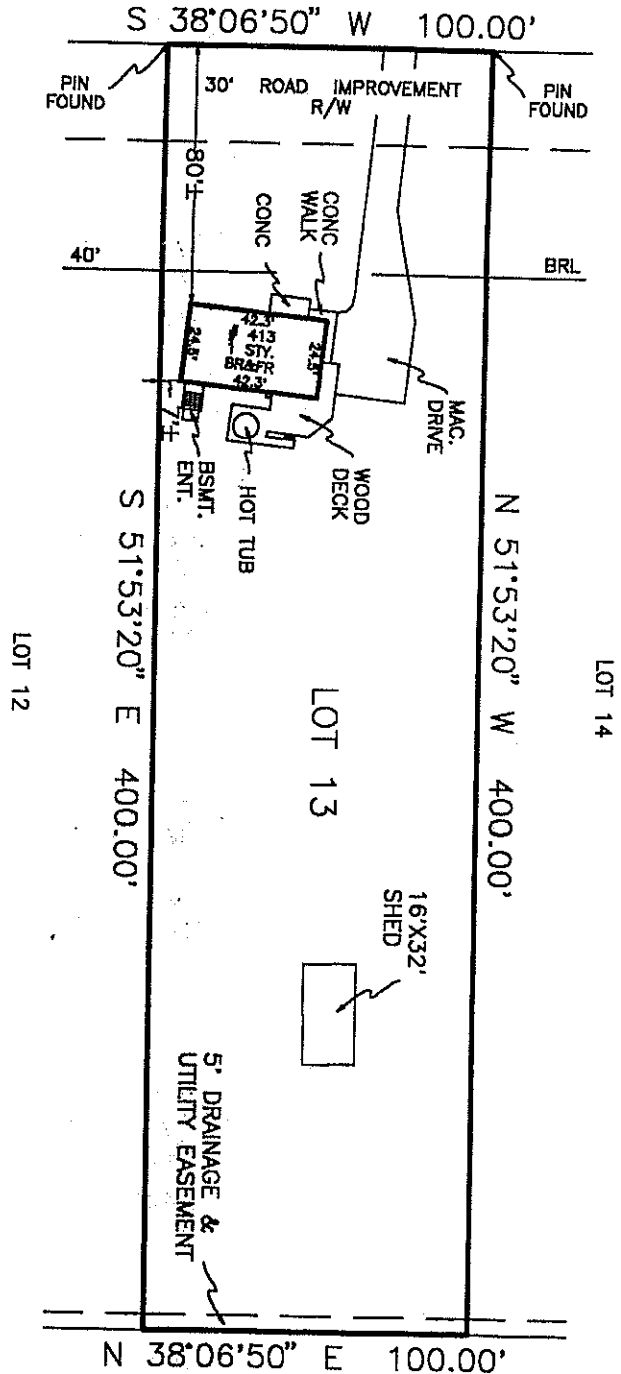 S 38°06'50" W 100.00'
PIN
FOUND
30' ROAD IMPROVEMENT
R/W
PIN
FOUND
80'±
CONC
CONC
WALK
40'
BRL
42.3'
413
STY.
BR&FR
42.3'
24.5'
24.5'
MAC.
DRIVE
7'±
BSMT.
ENT.
HOT TUB
WOOD
DECK
S 51°53'20" E 400.00'
N 51°53'20" W 400.00'
LOT 12
LOT 13
LOT 14
16'X32'
SHED
5' DRAINAGE &
UTILITY EASEMENT
N 38°06'50" E 100.00'